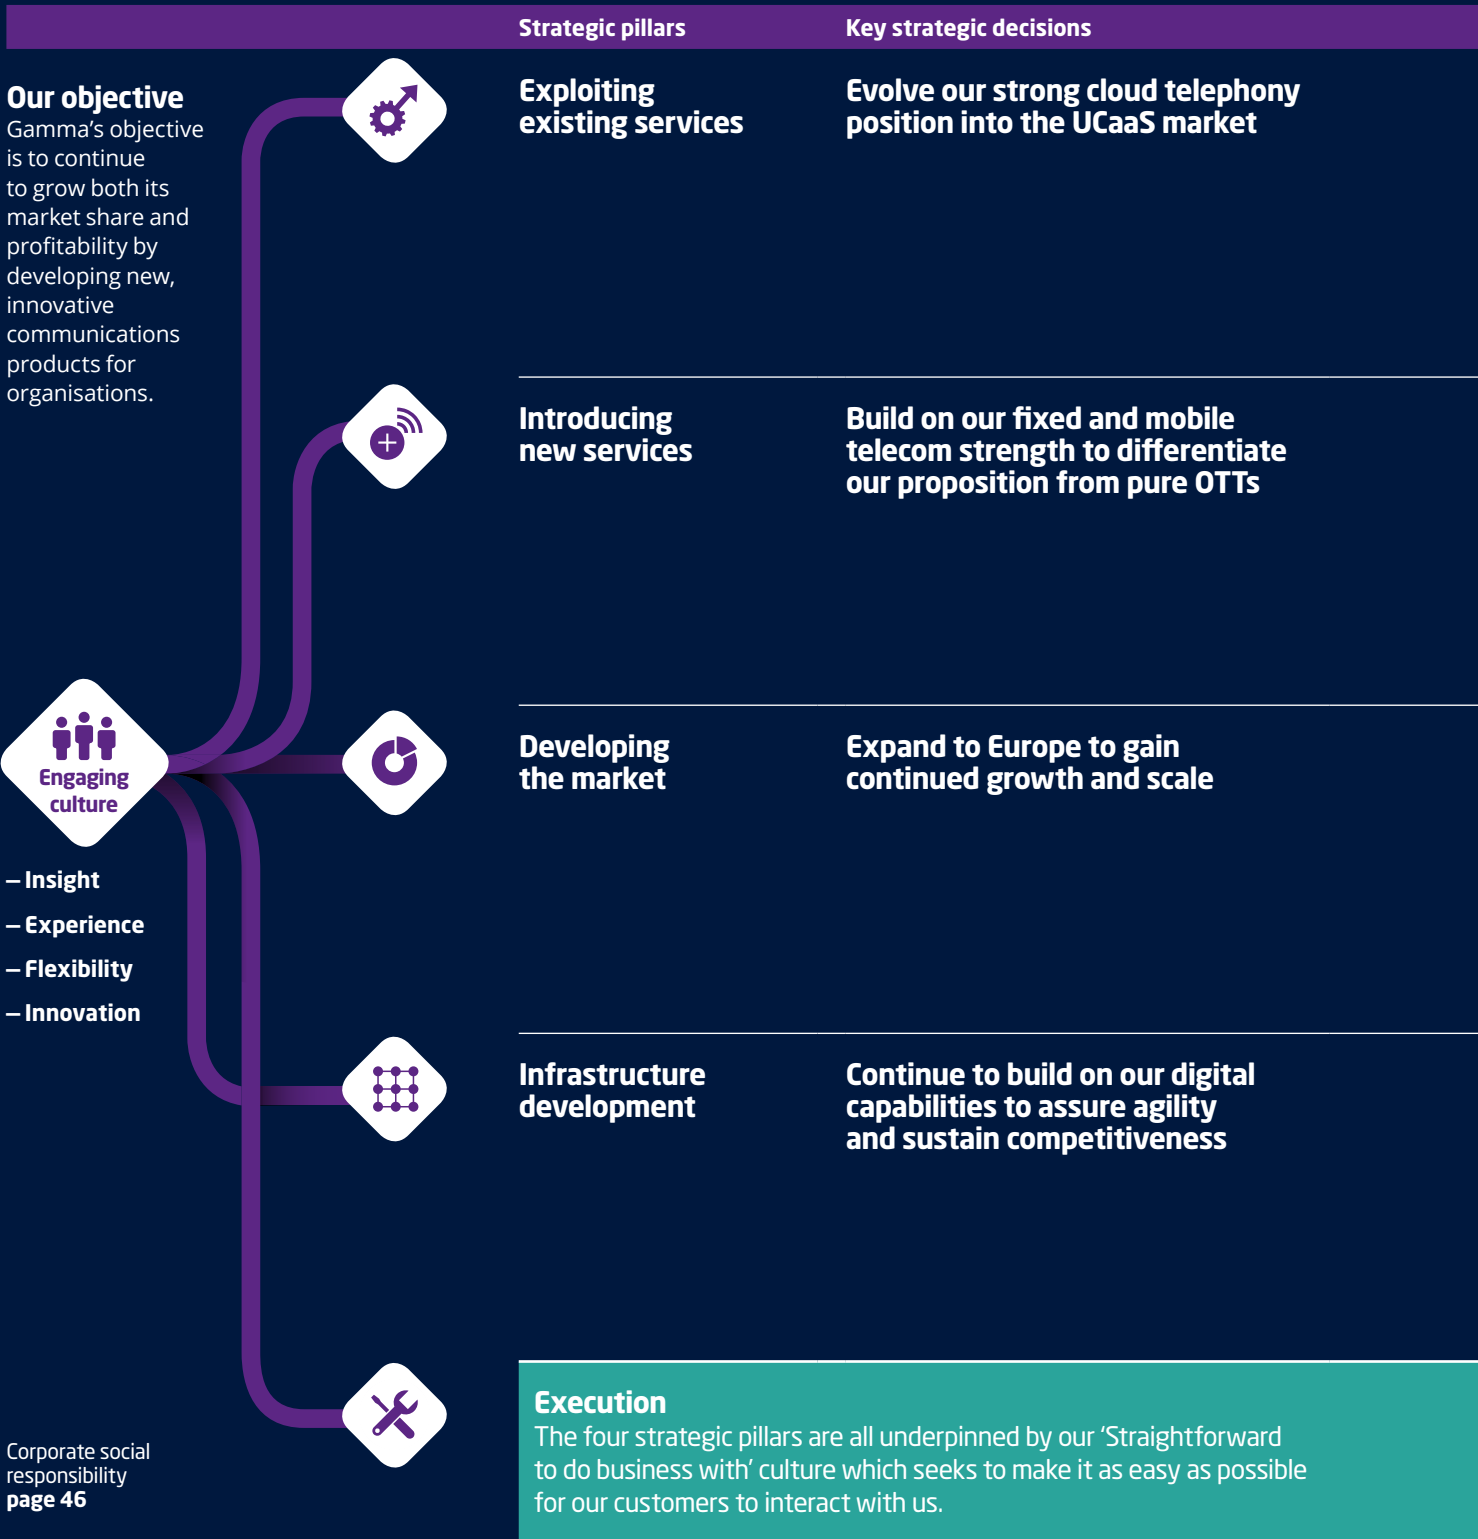 Strategic pillars
Key strategic decisions
Our objective
Gamma’s objective
is to continue
to grow both its
market share and
profitability by
developing new,
innovative
communications
products for
organisations.
Exploiting
existing services
Evolve our strong cloud telephony
position into the UCaaS market
Introducing
new services
Build on our fixed and mobile
telecom strength to differentiate
our proposition from pure OTTs
Engaging
culture
– Insight
– Experience
– Flexibility
– Innovation
Developing
the market
Expand to Europe to gain
continued growth and scale
Infrastructure
development
Continue to build on our digital
capabilities to assure agility
and sustain competitiveness
Execution
The four strategic pillars are all underpinned by our ‘Straightforward
to do business with’ culture which seeks to make it as easy as possible
for our customers to interact with us.
Corporate social
responsibility
page 46